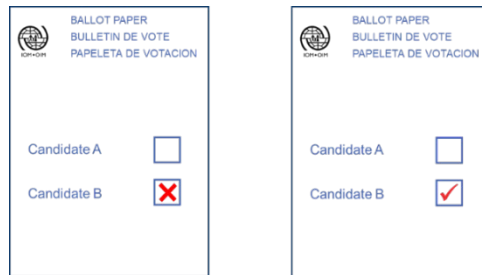 BALLOT PAPER
BULLETIN DE VOTE
PAPELETA DE VOTACION
IOM•OIM
Candidate A
Candidate B
BALLOT PAPER
BULLETIN DE VOTE
PAPELETA DE VOTACION
IOM•OIM
Candidate A
Candidate B